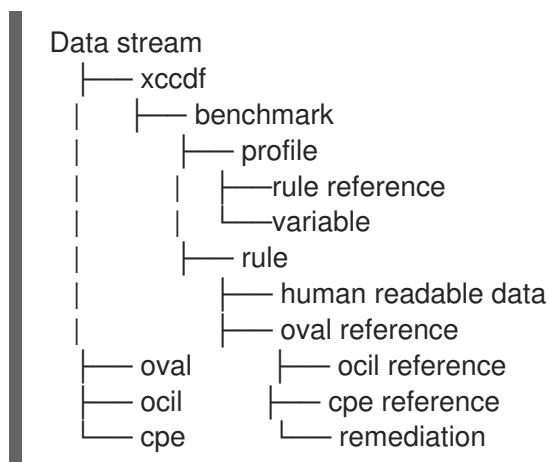 Data stream
├── xccdf
|      ├── benchmark
|            ├── profile
|            |    ├──rule reference
|            |    └──variable
|            ├── rule
|                 ├── human readable data
|                 ├── oval reference
├── oval          ├── ocil reference
├── ocil          ├── cpe reference
└── cpe           └── remediation